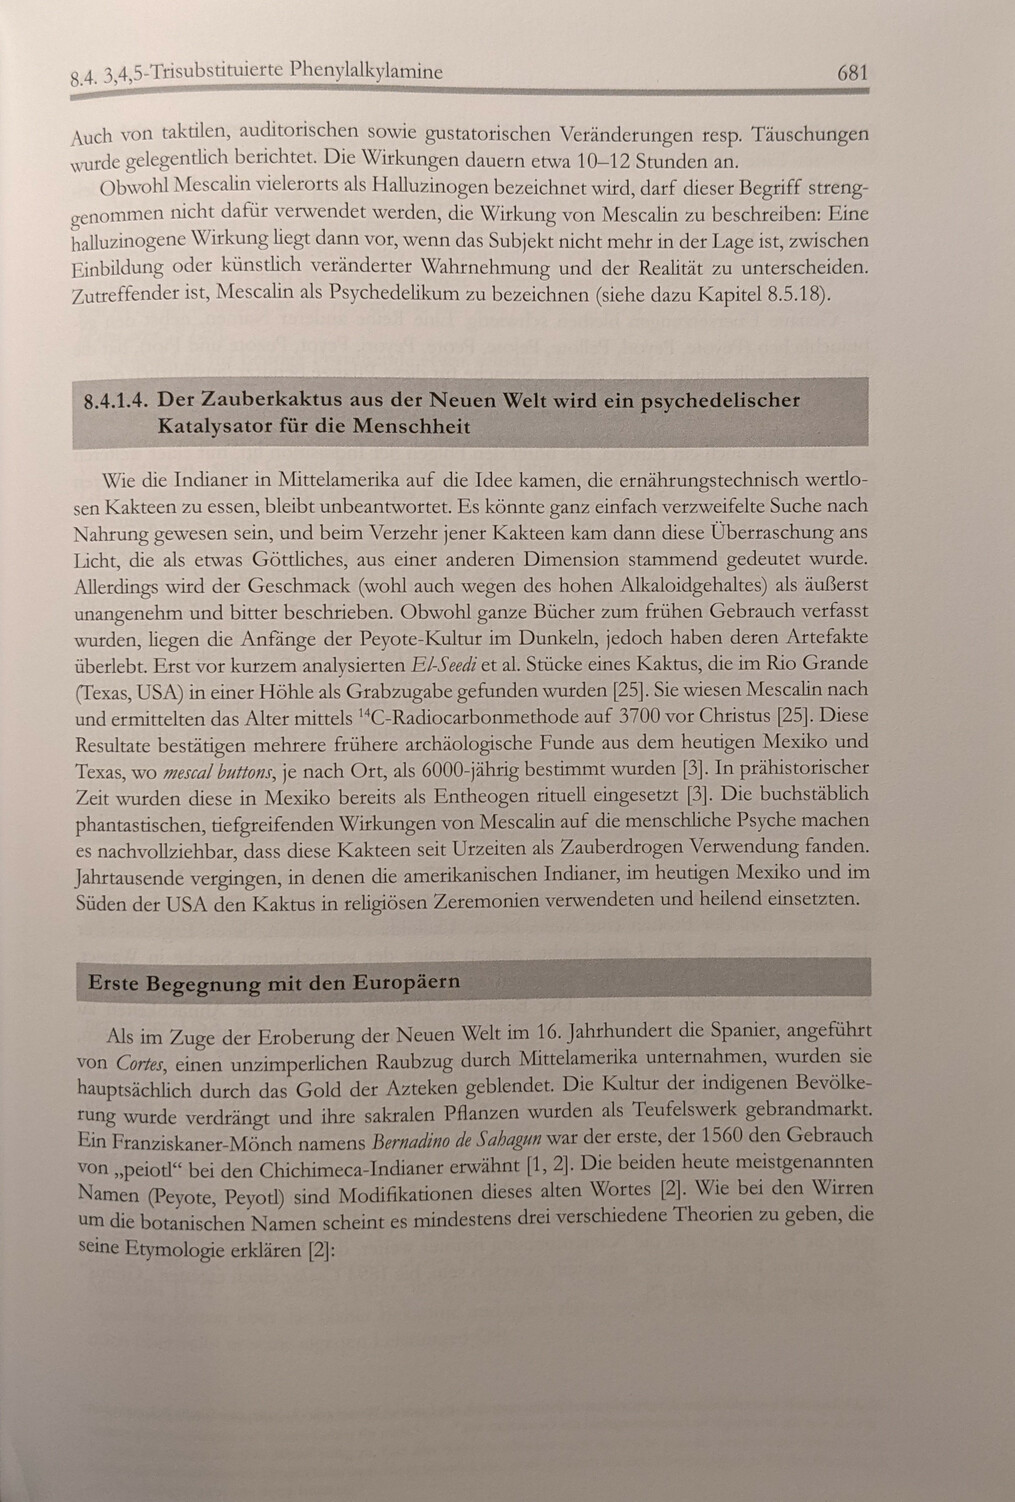 8.4. 3,4,5-Trisubstituierte Phenylalkylamine 681
Auch von taktilen, auditorischen sowie gustatorischen Veränderungen resp. Täuschungen
wurde gelegentlich berichtet. Die Wirkungen dauern etwa 10–12 Stunden an.
Obwohl Mescalin vielerorts als Halluzinogen bezeichnet wird, darf dieser Begriff streng-
genommen nicht dafür verwendet werden, die Wirkung von Mescalin zu beschreiben: Eine
halluzinogene Wirkung liegt dann vor, wenn das Subjekt nicht mehr in der Lage ist, zwischen
Einbildung oder künstlich veränderter Wahrnehmung und der Realität zu unterscheiden.
Zutreffender ist, Mescalin als Psychedelikum zu bezeichnen (siehe dazu Kapitel 8.5.18).
8.4.1.4. Der Zauberkaktus aus der Neuen Welt wird ein psychedelischer
Katalysator für die Menschheit
Wie die Indianer in Mittelamerika auf die Idee kamen, die ernährungstechnisch wertlo-
sen Kakteen zu essen, bleibt unbeantwortet. Es könnte ganz einfach verzweifelte Suche nach
Nahrung gewesen sein, und beim Verzehr jener Kakteen kam dann diese Überraschung ans
Licht, die als etwas Göttliches, aus einer anderen Dimension stammend gedeutet wurde.
Allerdings wird der Geschmack (wohl auch wegen des hohen Alkaloidgehaltes) als äußerst
unangenehm und bitter beschrieben. Obwohl ganze Bücher zum frühen Gebrauch verfasst
wurden, liegen die Anfänge der Peyote-Kultur im Dunkeln, jedoch haben deren Artefakte
überlebt. Erst vor kurzem analysierten El-Seedi et al. Stücke eines Kaktus, die im Rio Grande
(Texas, USA) in einer Höhle als Grabzugabe gefunden wurden [25]. Sie wiesen Mescalin nach
und ermittelten das Alter mittels ¹⁴C-Radiocarbonmethode auf 3700 vor Christus [25]. Diese
Resultate bestätigen mehrere frühere archäologische Funde aus dem heutigen Mexiko und
Texas, wo mescal buttons, je nach Ort, als 6000-jährig bestimmt wurden [3]. In prähistorischer
Zeit wurden diese in Mexiko bereits als Entheogen rituell eingesetzt [3]. Die buchstäblich
phantastischen, tiefgreifenden Wirkungen von Mescalin auf die menschliche Psyche machen
es nachvollziehbar, dass diese Kakteen seit Urzeiten als Zauberdrogen Verwendung fanden.
Jahrtausende vergingen, in denen die amerikanischen Indianer, im heutigen Mexiko und im
Süden der USA den Kaktus in religiösen Zeremonien verwendeten und heilend einsetzten.
Erste Begegnung mit den Europäern
Als im Zuge der Eroberung der Neuen Welt im 16. Jahrhundert die Spanier, angeführt
von Cortes, einen unzimperlichen Raubzug durch Mittelamerika unternahmen, wurden sie
hauptsächlich durch das Gold der Azteken geblendet. Die Kultur der indigenen Bevölke-
rung wurde verdrängt und ihre sakralen Pflanzen wurden als Teufelswerk gebrandmarkt.
Ein Franziskaner-Mönch namens Bernadino de Sahagun war der erste, der 1560 den Gebrauch
von „peiotl“ bei den Chichimeca-Indianer erwähnt [1, 2]. Die beiden heute meistgenannten
Namen (Peyote, Peyotl) sind Modifikationen dieses alten Wortes [2]. Wie bei den Wirren
um die botanischen Namen scheint es mindestens drei verschiedene Theorien zu geben, die
seine Etymologie erklären [2]: